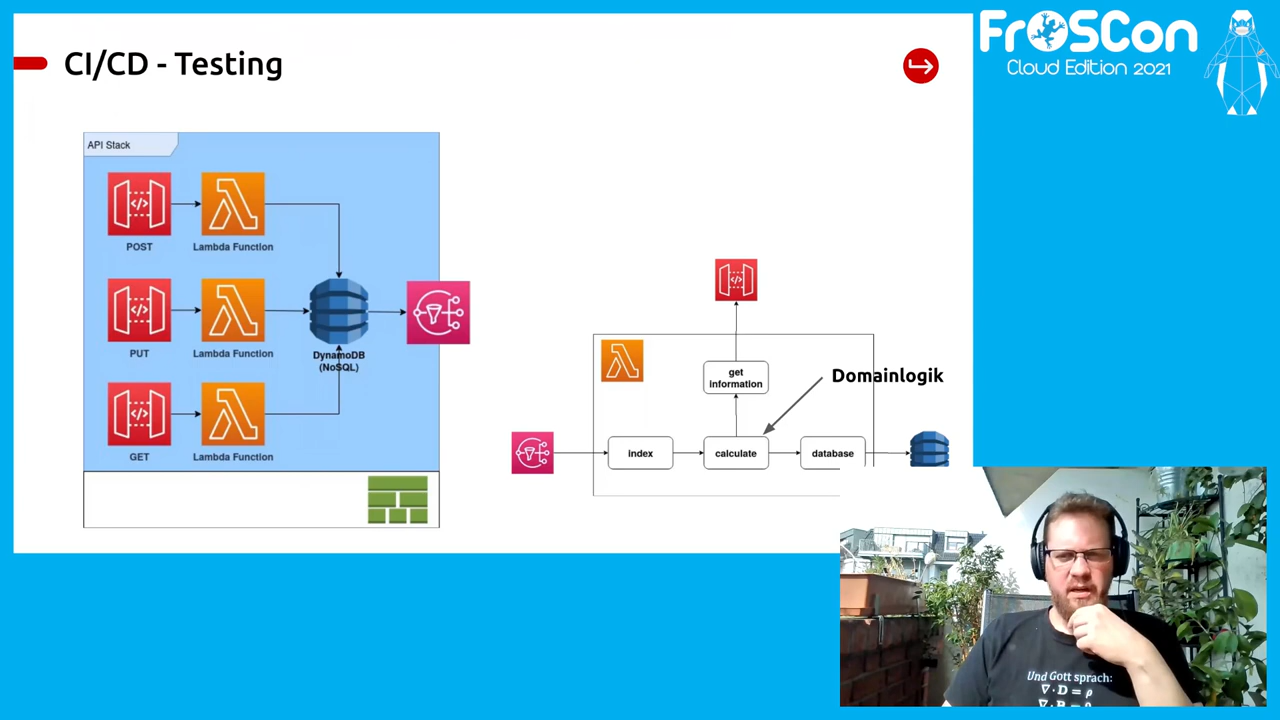 CI/CD - Testing
FrOSCon
Cloud Edition 2021
API Stack
POST
Lambda Function
PUT
Lambda Function
DynamoDB
(NoSQL)
GET
Lambda Function
get
information
Domainlogik
index
calculate
database
Und Gott sprach:
∇·D = ρ